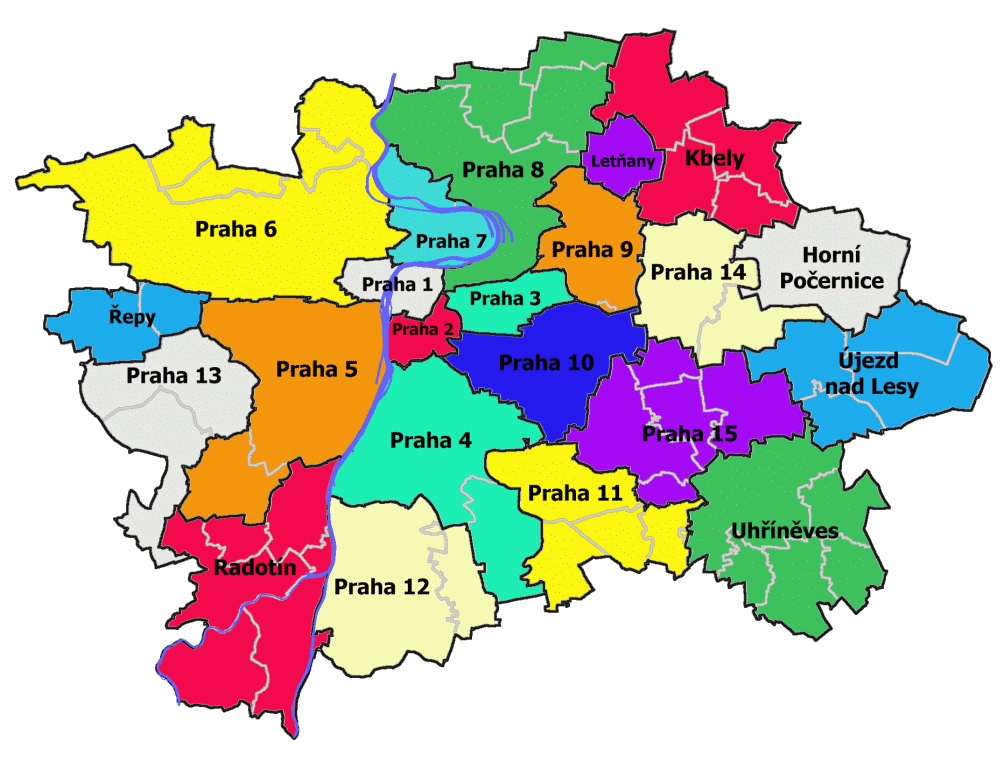 Praha 8
Letňany
Kbely
Praha 6
Praha 7
Praha 9
Horní
Počernice
Praha 14
Praha 1
Praha 3
Řepy
Praha 2
Praha 13
Praha 5
Praha 10
Újezd
nad Lesy
Praha 4
Praha 15
Praha 11
Uhříněves
Radotín
Praha 12